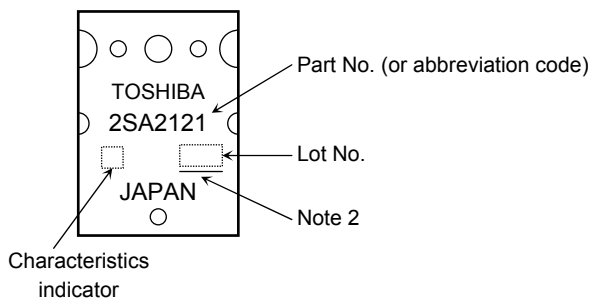 TOSHIBA
2SA2121
JAPAN
Part No. (or abbreviation code)
Lot No.
Note 2
Characteristics
indicator